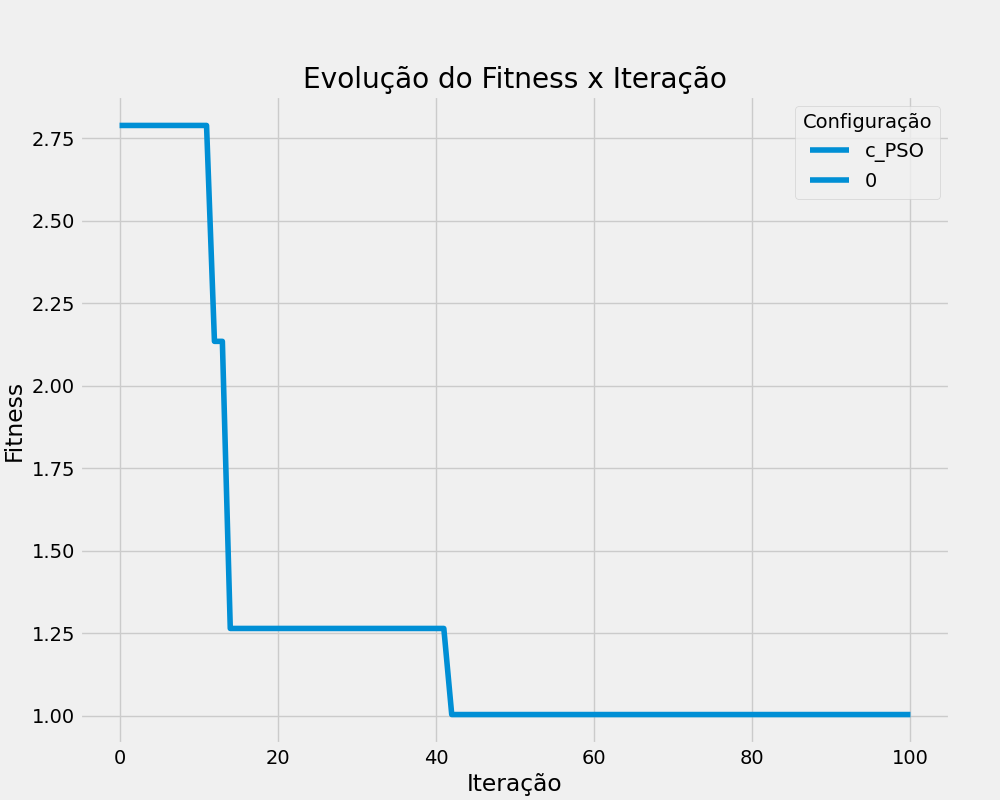 Evolução do Fitness x Iteração
Configuração
c_PSO
0
2.75
2.50
2.25
2.00
1.75
1.50
1.25
1.00
Fitness
0 20 40 60 80 100
Iteração